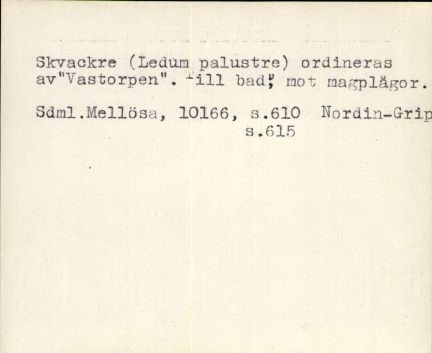 Skvackre (Ledum palustre) ordineras
av"Vastorpen". Till bad, mot magplågor.
Sdml.Mellösa, 10166, s.610 Nordin-Grip
s.615